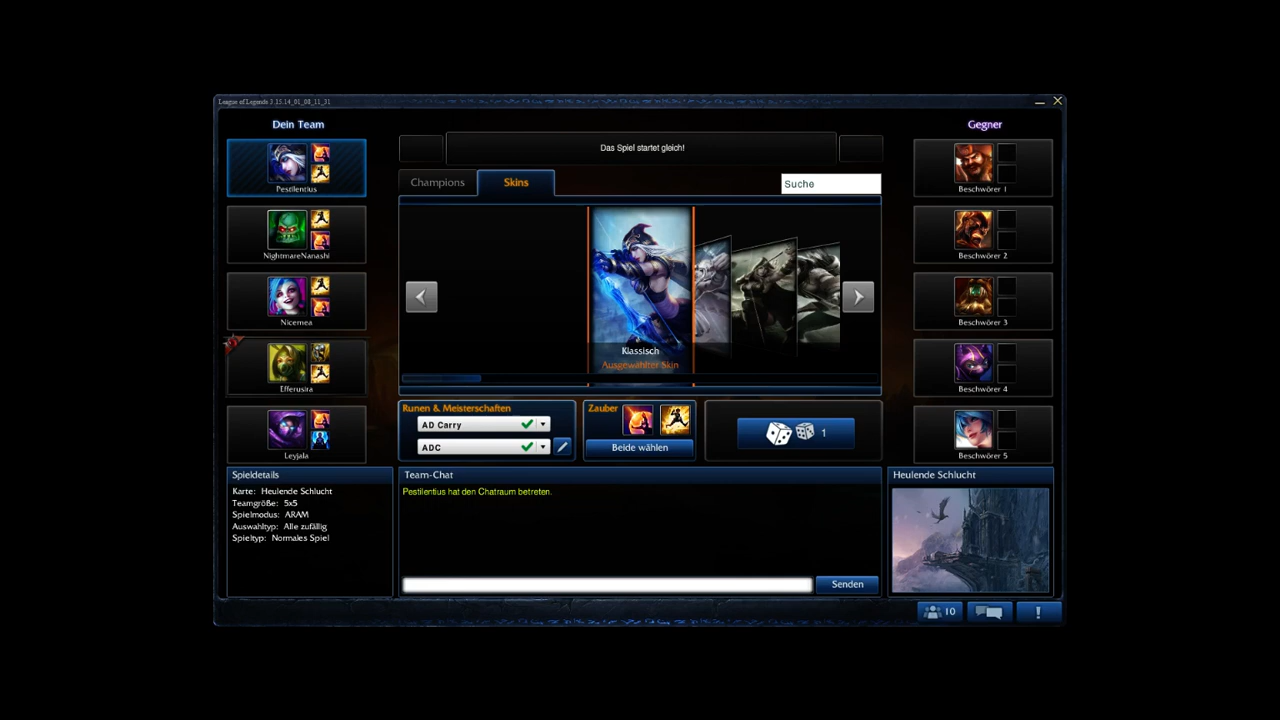 League of Legends 3.15.14_01_08_11_31
Dein Team
Gegner
Das Spiel startet gleich!
Champions
Skins
Suche
Pestilentius
NightmareNanashi
Nicemea
Efferusira
Leyjala
Beschwörer 1
Beschwörer 2
Beschwörer 3
Beschwörer 4
Beschwörer 5
Klassisch
Ausgewählter Skin
Runen & Meisterschaften
AD Carry
ADC
Zauber
Beide wählen
1
Spieldetails
Karte: Heulende Schlucht
Teamgröße: 5x5
Spielmodus: ARAM
Auswahltyp: Alle zufällig
Spieltyp: Normales Spiel
Team-Chat
Pestilentius hat den Chatraum betreten.
Senden
Heulende Schlucht
10
!